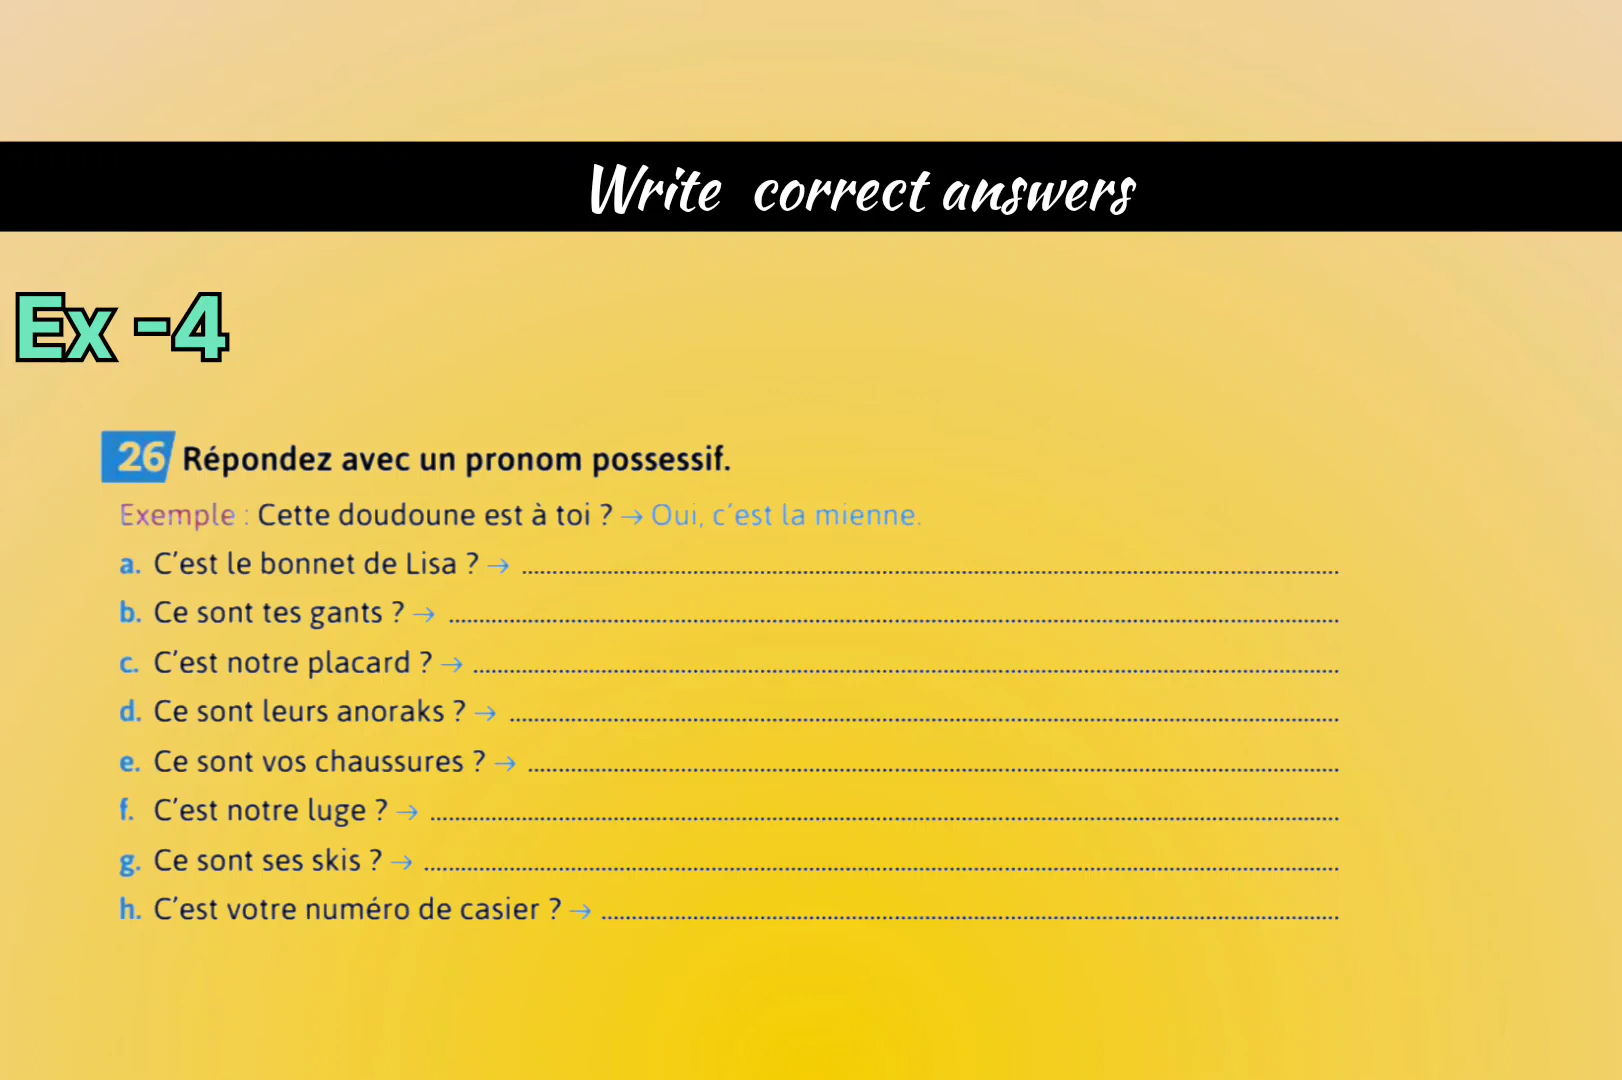 Write correct answers
Ex -4
26 Répondez avec un pronom possessif.
Exemple : Cette doudoune est à toi ? → Oui, c'est la mienne.
a. C'est le bonnet de Lisa ? → ........................................
b. Ce sont tes gants ? → ........................................
c. C'est notre placard ? → ........................................
d. Ce sont leurs anoraks ? → ........................................
e. Ce sont vos chaussures ? → ........................................
f. C'est notre luge ? → ........................................
g. Ce sont ses skis ? → ........................................
h. C'est votre numéro de casier ? → ........................................